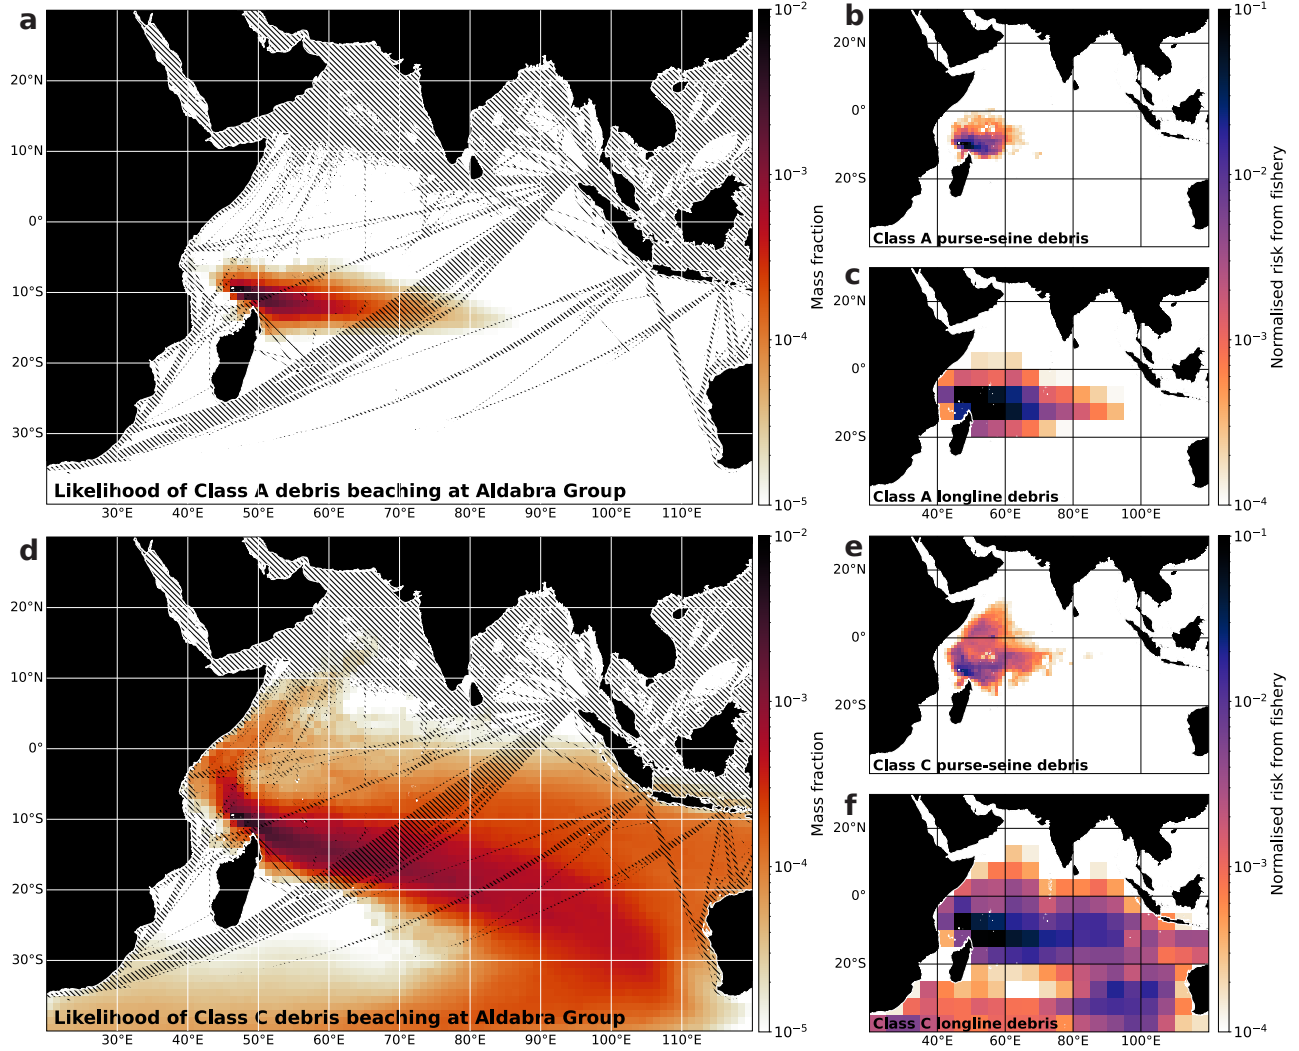 a
20°N
10°N
0°
10°S
20°S
30°S
Likelihood of Class A debris beaching at Aldabra Group
30°E 40°E 50°E 60°E 70°E 80°E 90°E 100°E 110°E
10⁻²
10⁻³
10⁻⁴
10⁻⁵
Mass fraction
b
20°N
0°
20°S
Class A purse-seine debris
c
20°N
0°
20°S
Class A longline debris
40°E 60°E 80°E 100°E
10⁻¹
10⁻²
10⁻³
10⁻⁴
Normalised risk from fishery
d
20°N
10°N
0°
10°S
20°S
30°S
Likelihood of Class C debris beaching at Aldabra Group
30°E 40°E 50°E 60°E 70°E 80°E 90°E 100°E 110°E
10⁻²
10⁻³
10⁻⁴
10⁻⁵
Mass fraction
e
20°N
0°
20°S
Class C purse-seine debris
f
20°N
0°
20°S
Class C longline debris
40°E 60°E 80°E 100°E
10⁻¹
10⁻²
10⁻³
10⁻⁴
Normalised risk from fishery